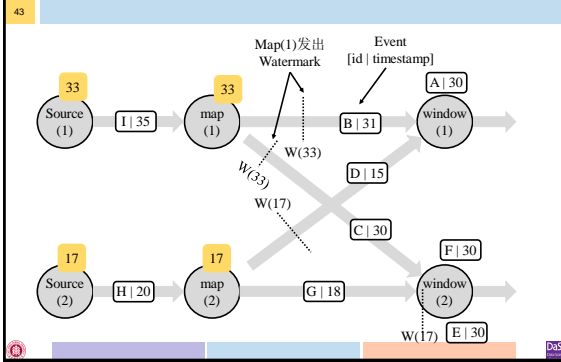 43
Map(1)发出
Watermark
Event
[id | timestamp]
33
33
A | 30
Source
(1)
I | 35
map
(1)
B | 31
window
(1)
W(33)
W(33)
D | 15
W(17)
C | 30
17
17
F | 30
Source
(2)
H | 20
map
(2)
G | 18
window
(2)
W(17)
E | 30
DaS